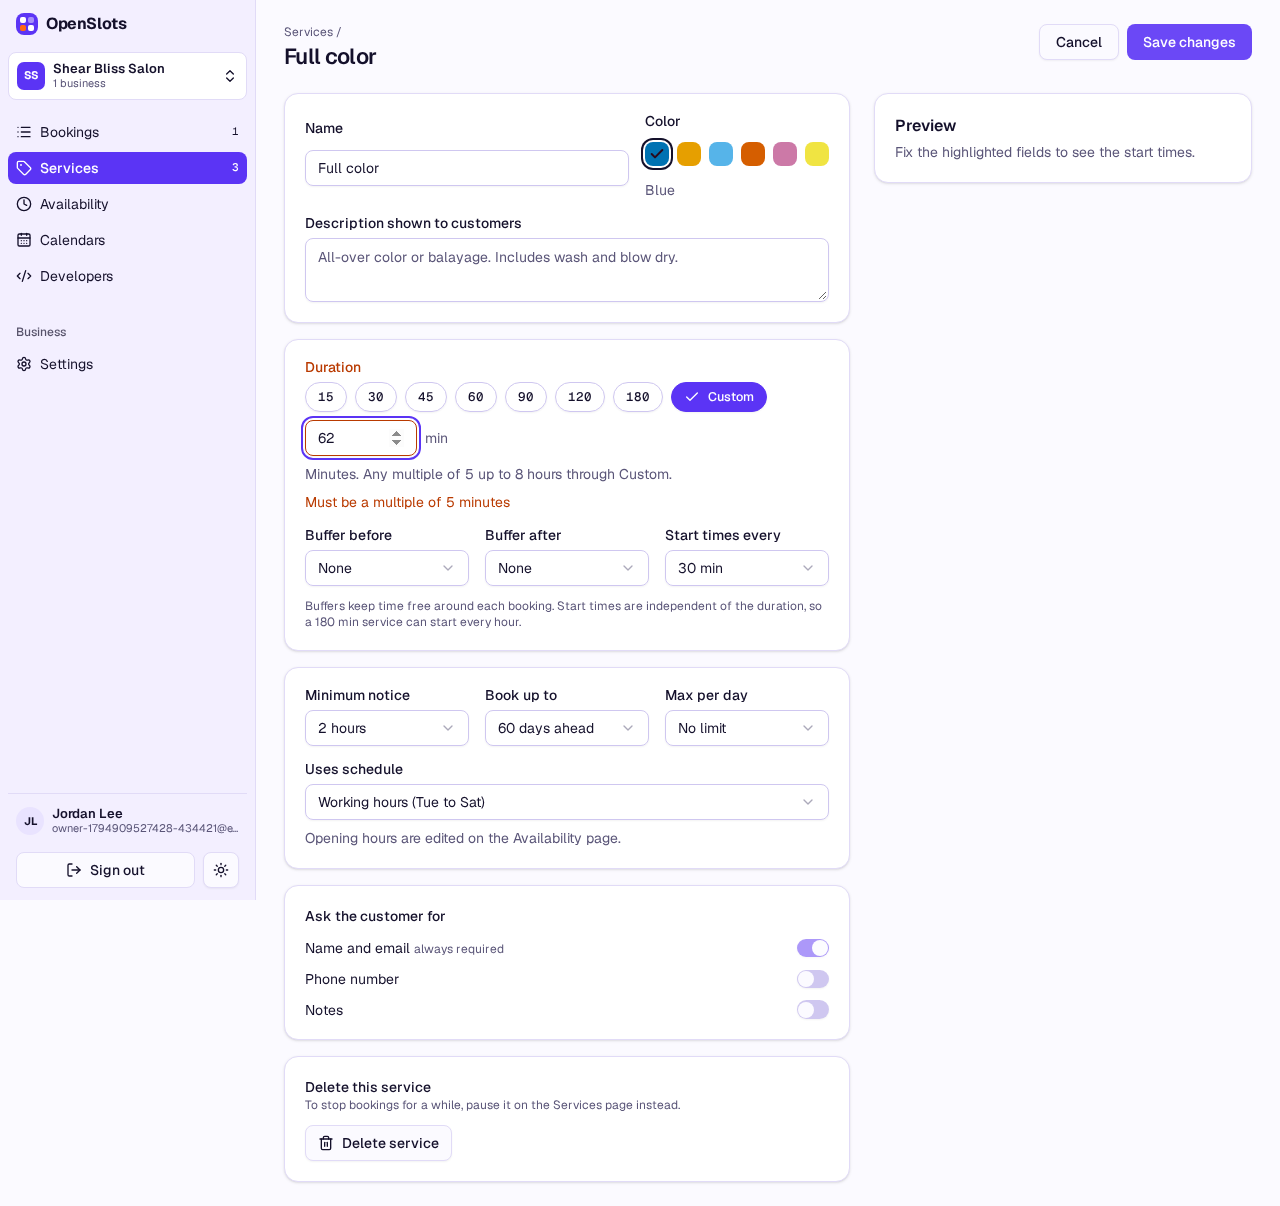 OpenSlots
SS
Shear Bliss Salon
1 business
Bookings 1
Services 3
Availability
Calendars
Developers
Business
Settings
JL
Jordan Lee
owner-1794909527428-434421@e...
Sign out
Services /
Full color
Cancel
Save changes
Name
Full color
Color
Blue
Description shown to customers
All-over color or balayage. Includes wash and blow dry.
Duration
15 30 45 60 90 120 180 Custom
62 min
Minutes. Any multiple of 5 up to 8 hours through Custom.
Must be a multiple of 5 minutes
Buffer before Buffer after Start times every
None None 30 min
Buffers keep time free around each booking. Start times are independent of the duration, so
a 180 min service can start every hour.
Minimum notice Book up to Max per day
2 hours 60 days ahead No limit
Uses schedule
Working hours (Tue to Sat)
Opening hours are edited on the Availability page.
Ask the customer for
Name and email always required
Phone number
Notes
Delete this service
To stop bookings for a while, pause it on the Services page instead.
Delete service
Preview
Fix the highlighted fields to see the start times.